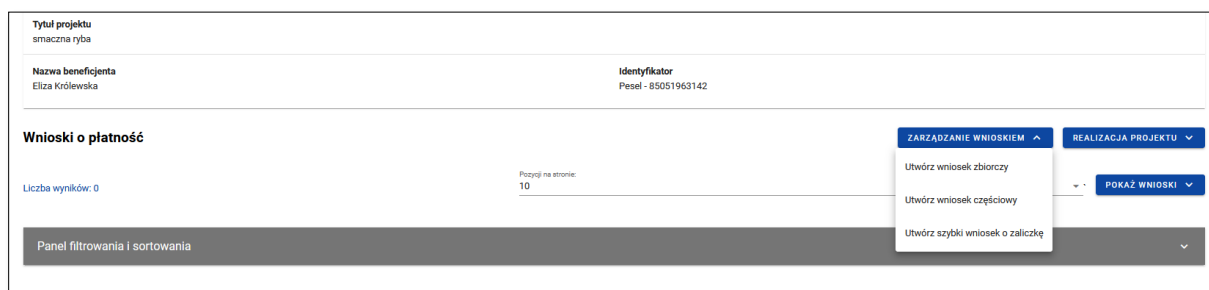 Tytuł projektu
smaczna ryba
Nazwa beneficjenta
Eliza Królewska
Identyfikator
Pesel - 85051963142
Wnioski o płatność
ZARZĄDZANIE WNIOSKIEM
REALIZACJA PROJEKTU
Utwórz wniosek zbiorczy
Utwórz wniosek częściowy
Utwórz szybki wniosek o zaliczkę
Liczba wyników: 0
Pozycji na stronie:
10
POKAŻ WNIOSKI
Panel filtrowania i sortowania